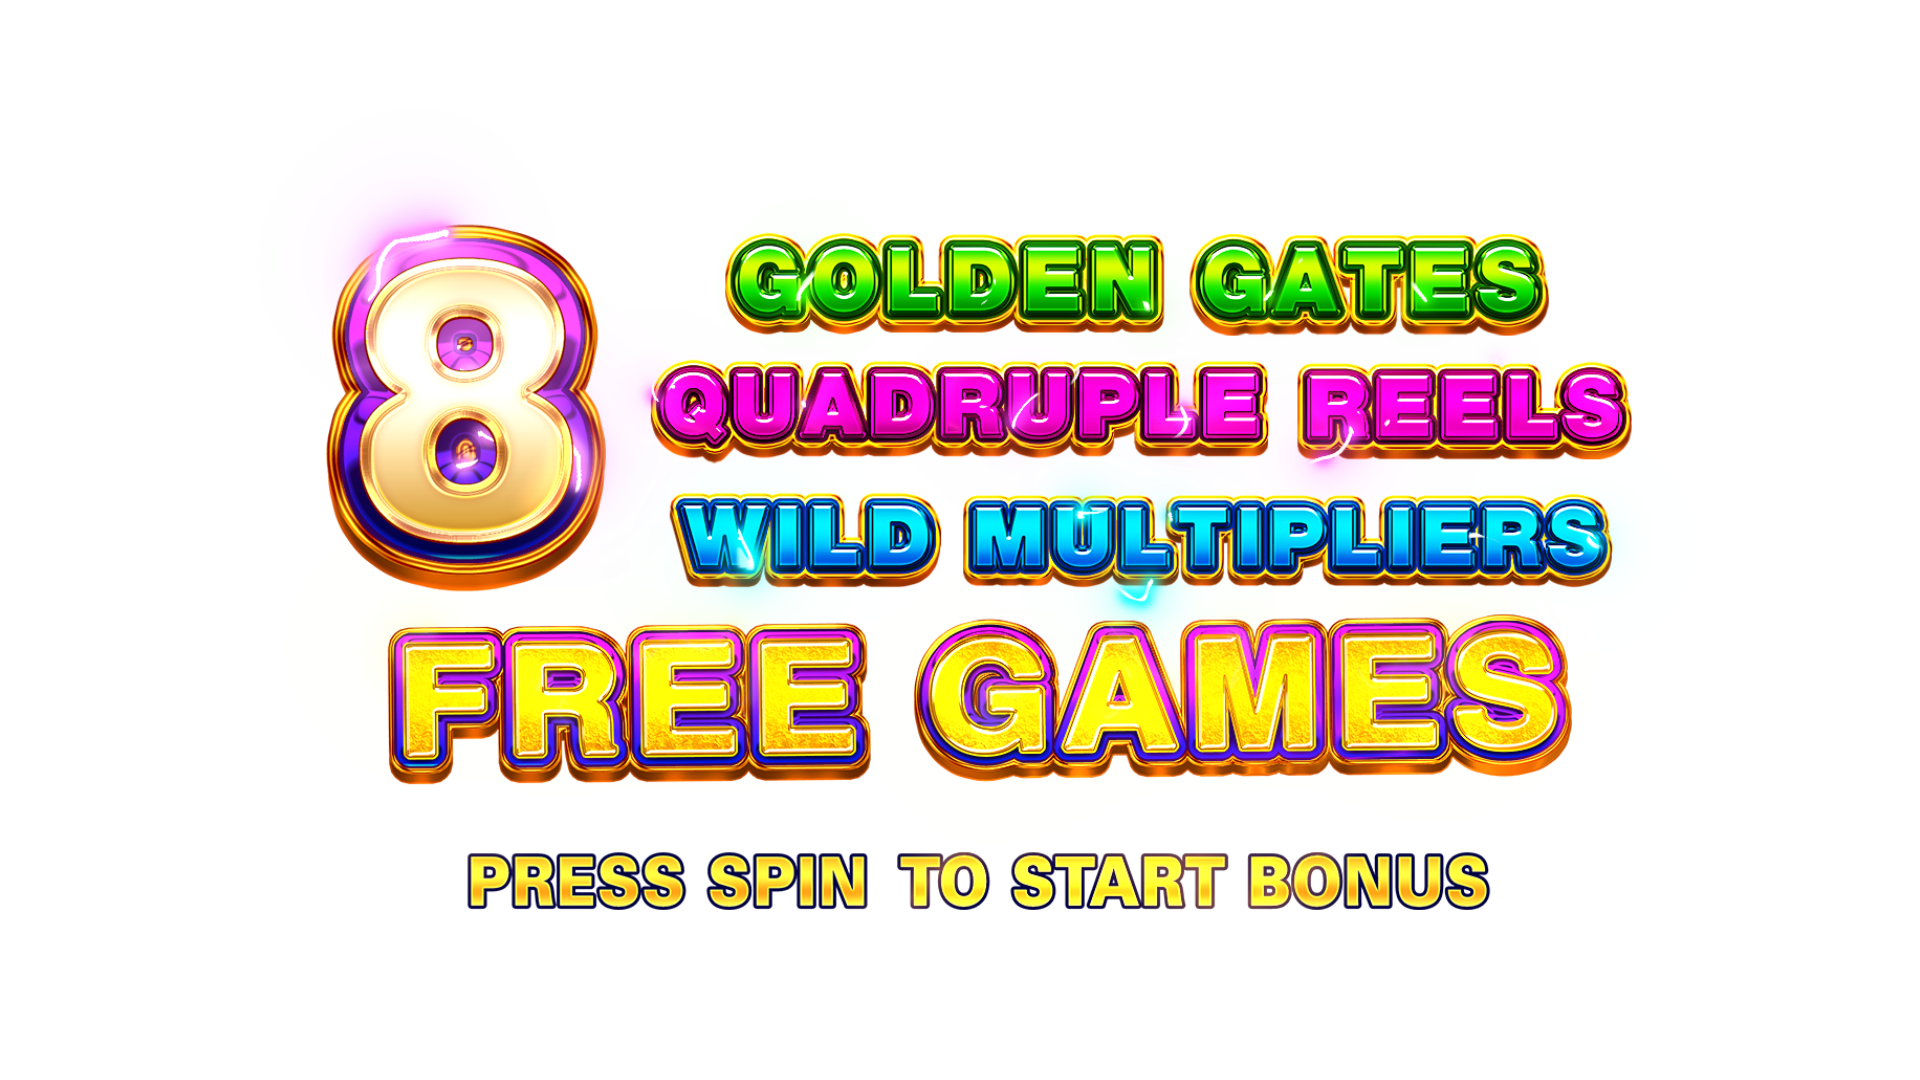 8
GOLDEN GATES
QUADRUPLE REELS
WILD MULTIPLIERS
FREE GAMES
PRESS SPIN TO START BONUS